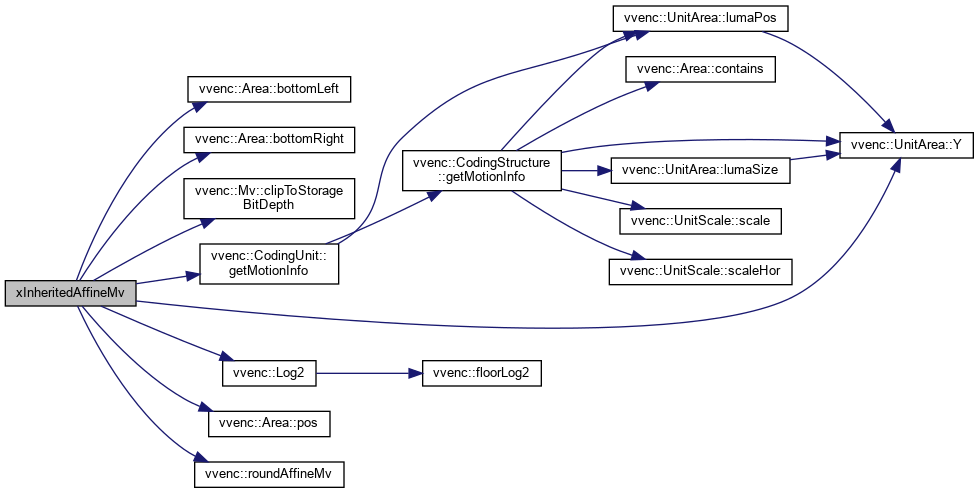 xInheritedAffineMv
vvenc::Area::bottomLeft
vvenc::Area::bottomRight
vvenc::Mv::clipToStorage
BitDepth
vvenc::CodingUnit::
getMotionInfo
vvenc::Log2
vvenc::Area::pos
vvenc::roundAffineMv
vvenc::CodingStructure
::getMotionInfo
vvenc::floorLog2
vvenc::UnitArea::lumaPos
vvenc::Area::contains
vvenc::UnitArea::lumaSize
vvenc::UnitScale::scale
vvenc::UnitScale::scaleHor
vvenc::UnitArea::Y